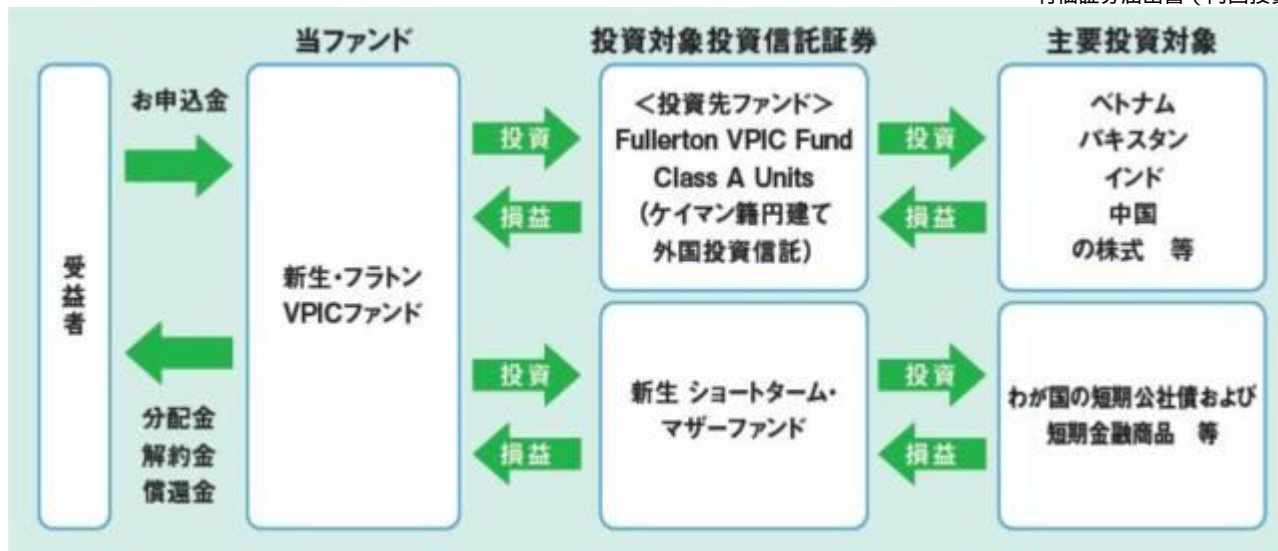 当ファンド
投資対象投資信託証券
主要投資対象
受益者
お申込金
分配金
解約金
償還金
新生・フラトン
VPICファンド
投資
損益
<投資先ファンド>
Fullerton VPIC Fund
Class A Units
(ケイマン籍円建て
外国投資信託)
投資
損益
ベトナム
パキスタン
インド
中国
の株式 等
投資
損益
新生 ショートターム・
マザーファンド
投資
損益
わが国の短期公社債および
短期金融商品 等